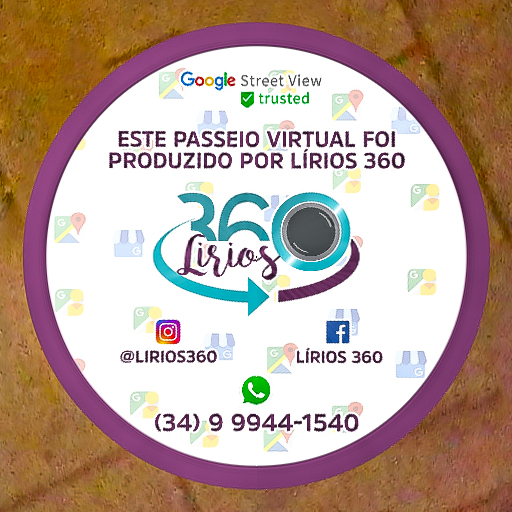 Google Street View
trusted
ESTE PASSEIO VIRTUAL FOI
PRODUZIDO POR LÍRIOS 360
360
Lírios
@LIRIOS360
LÍRIOS 360
(34) 9 9944-1540